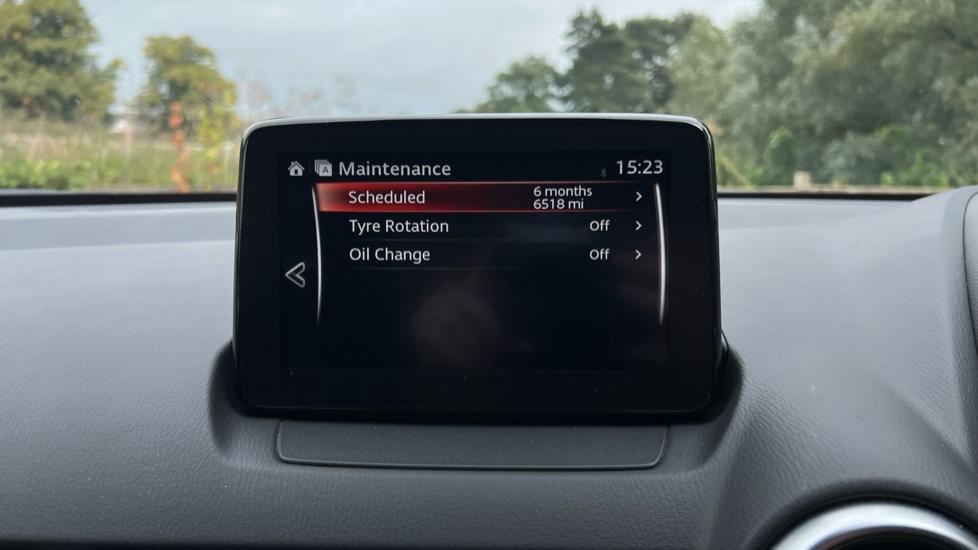 A Maintenance 15:23
Scheduled 6 months
6518 mi
Tyre Rotation Off
Oil Change Off